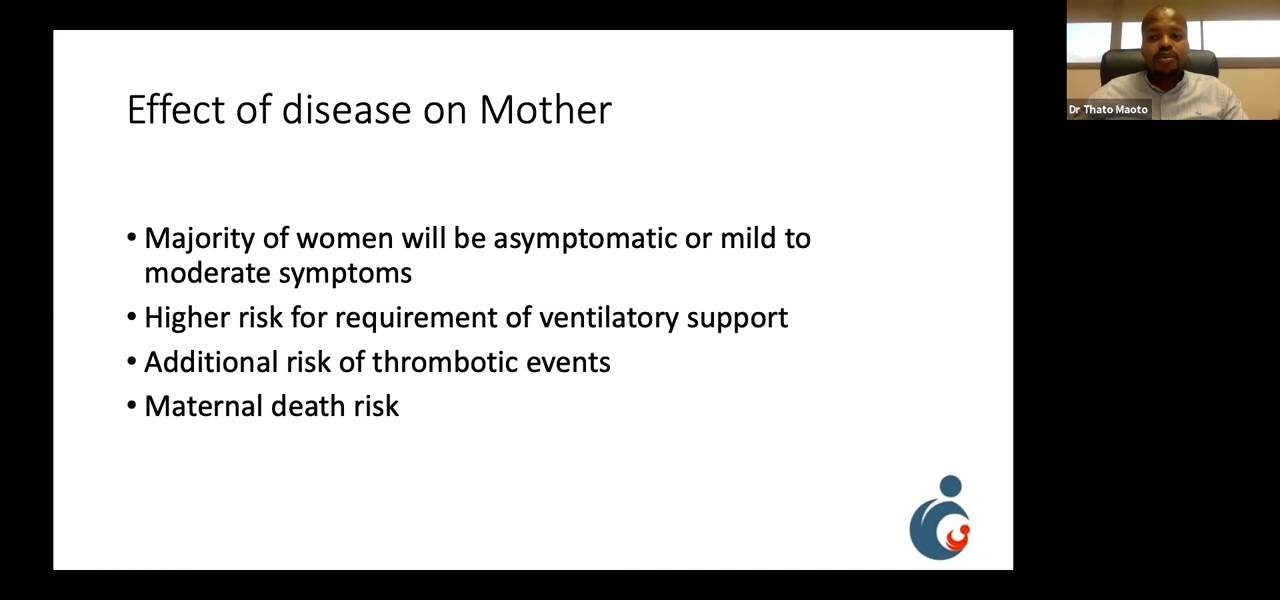 Effect of disease on Mother
• Majority of women will be asymptomatic or mild to
moderate symptoms
• Higher risk for requirement of ventilatory support
• Additional risk of thrombotic events
• Maternal death risk
Dr Thato Maoto